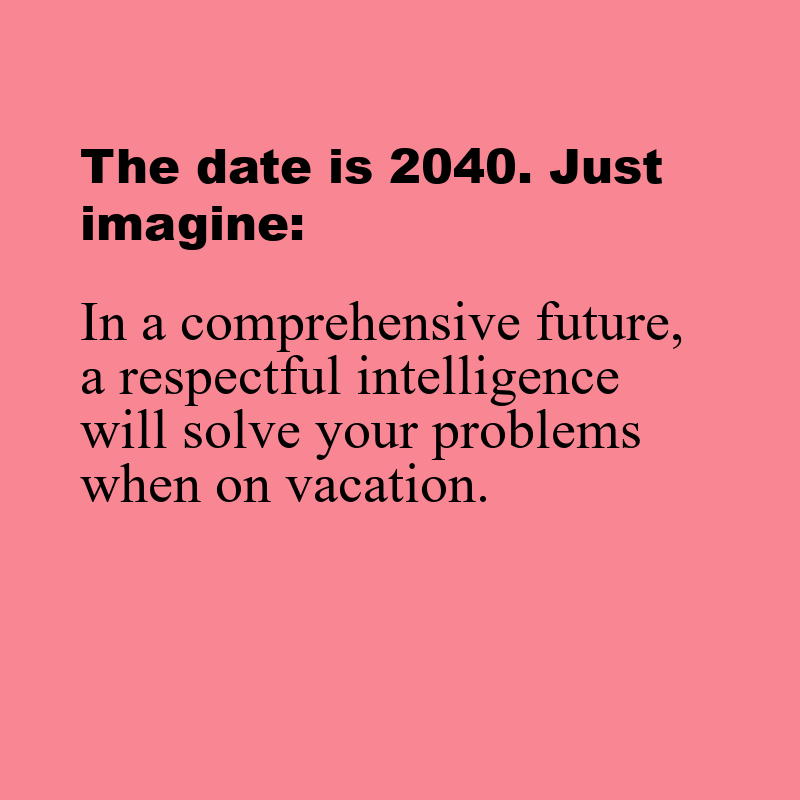 The date is 2040. Just
imagine:
In a comprehensive future,
a respectful intelligence
will solve your problems
when on vacation.